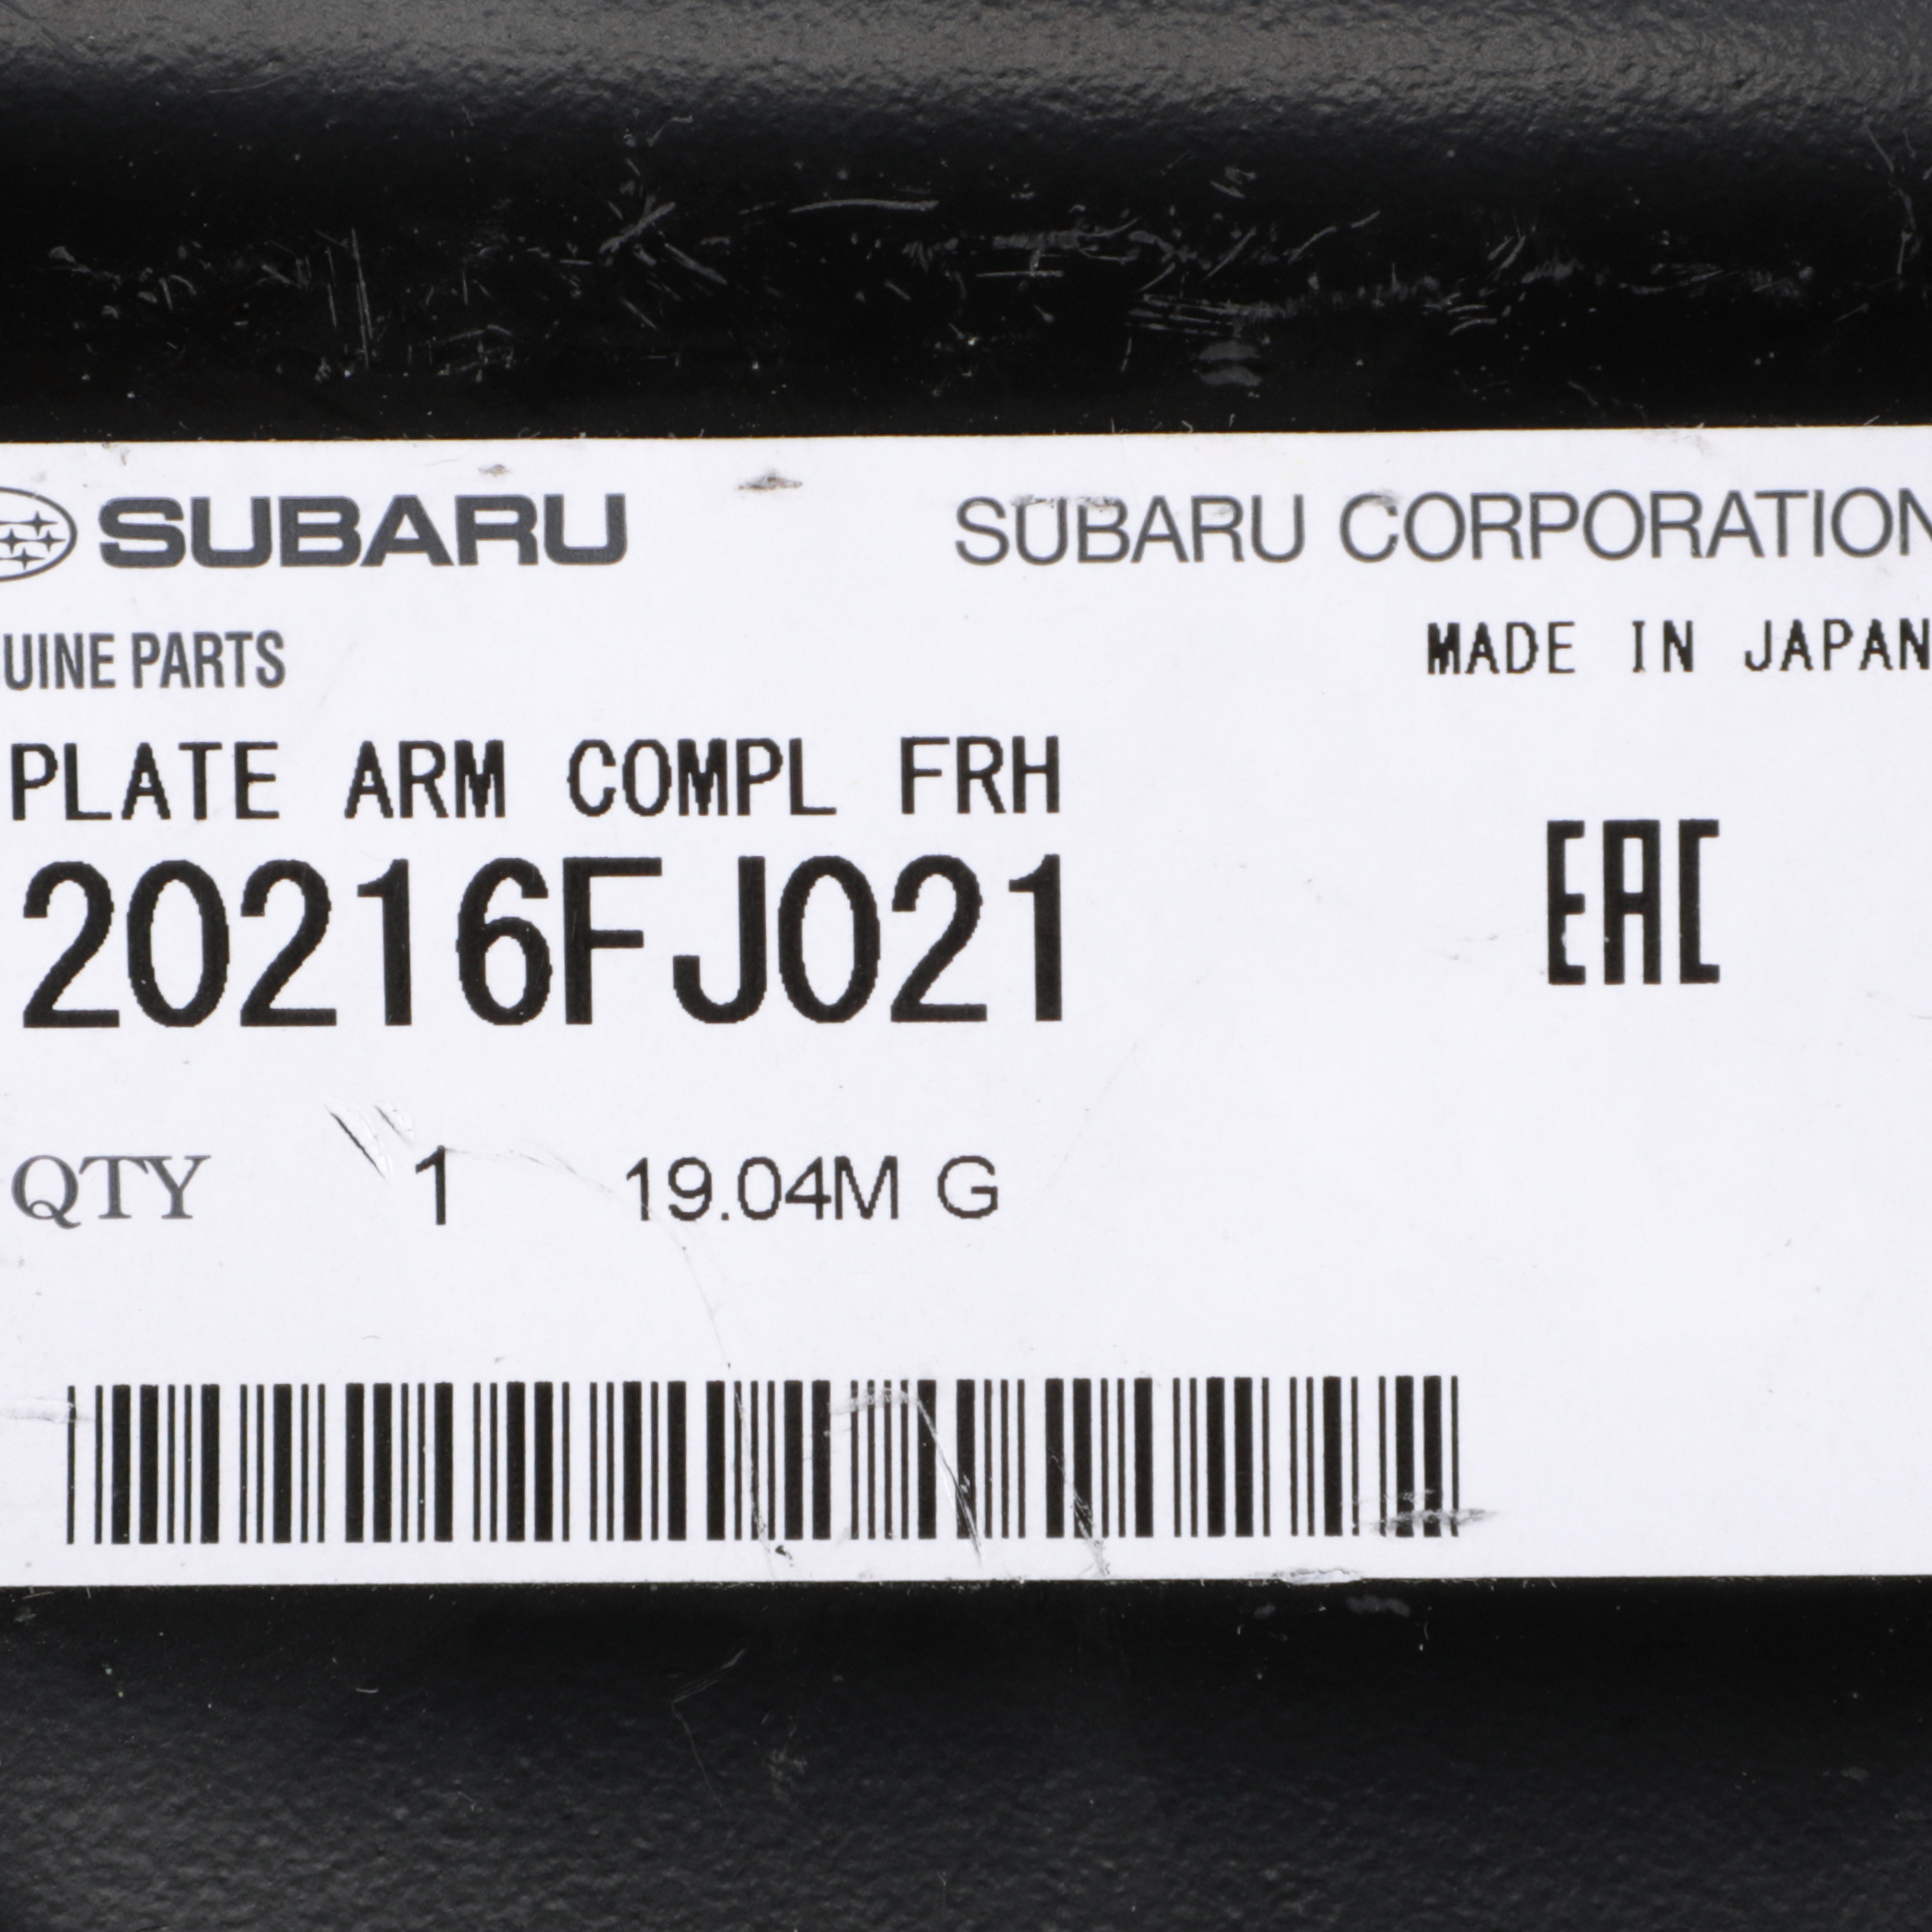 SUBARU SUBARU CORPORATION
UINE PARTS MADE IN JAPAN
PLATE ARM COMPL FRH
20216FJ021 EAC
QTY 1 19.04M G